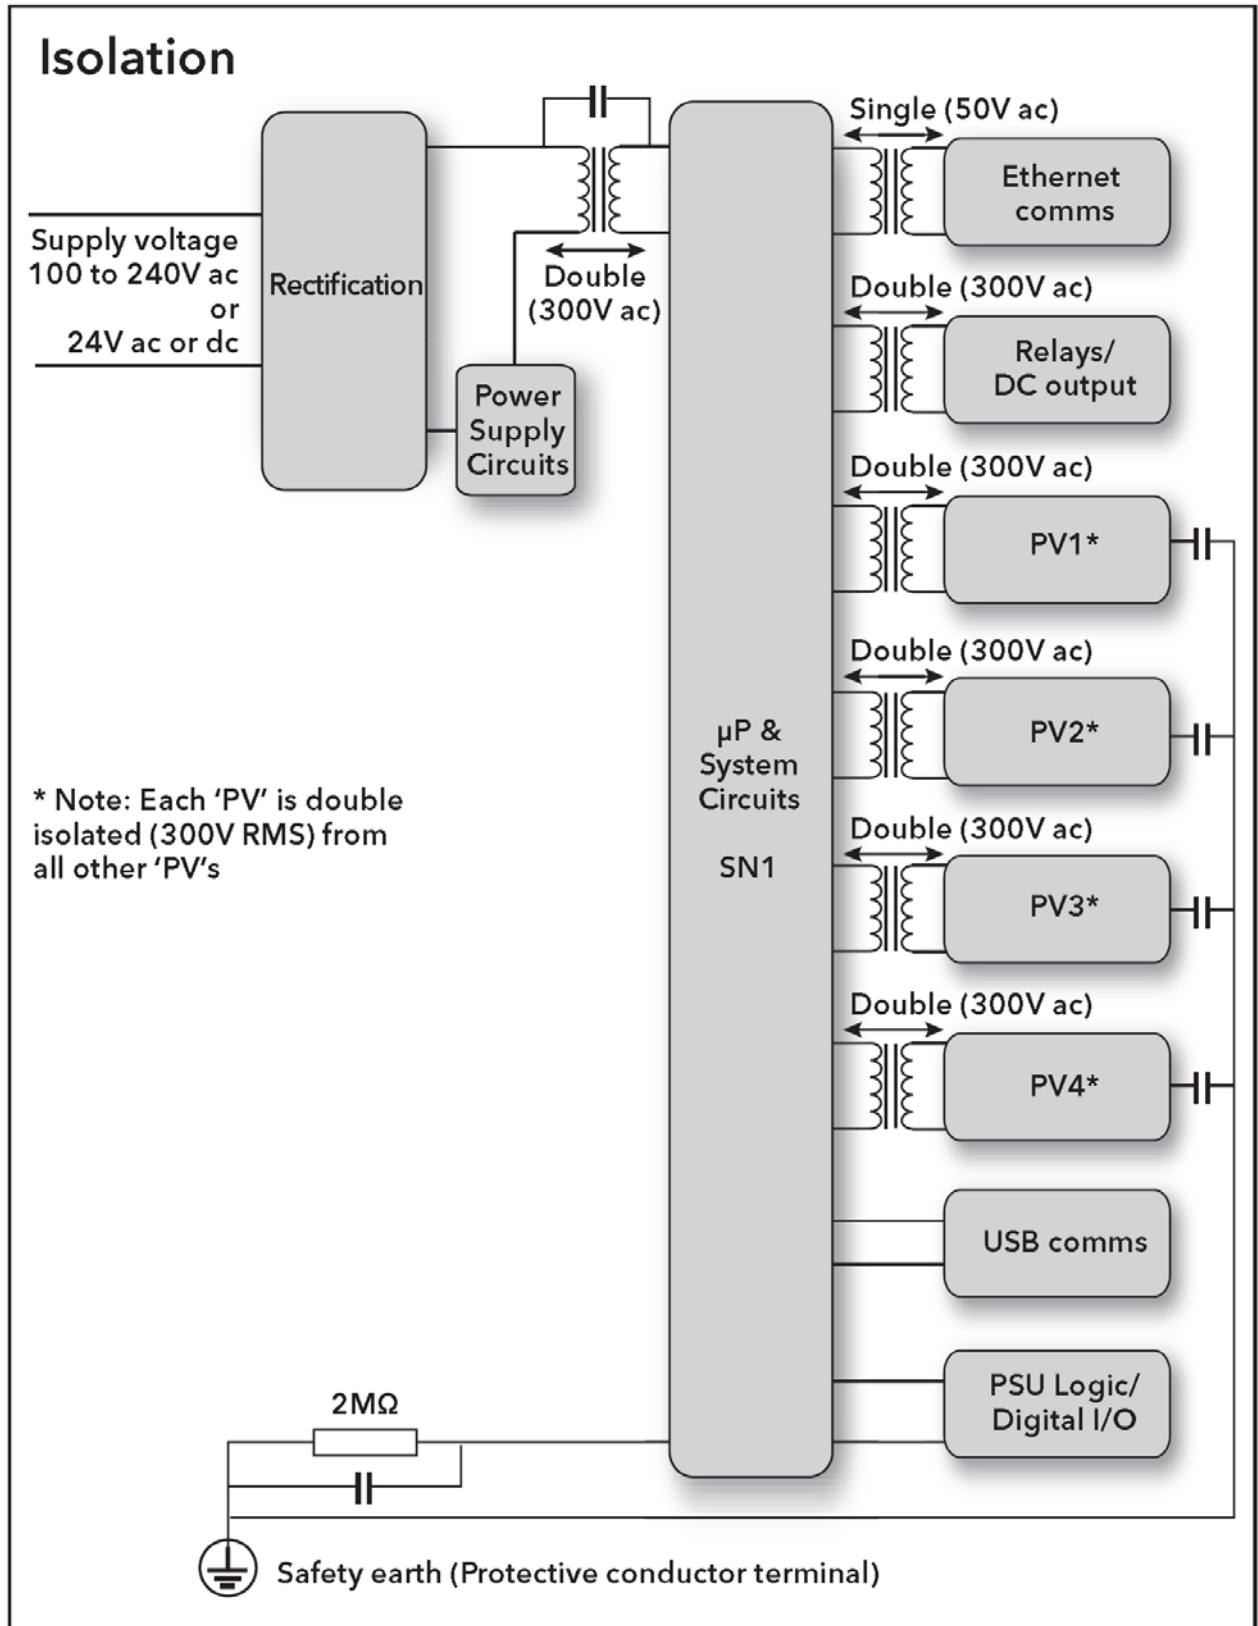 Isolation
Supply voltage
100 to 240V ac
or
24V ac or dc
Rectification
Double
(300V ac)
Power
Supply
Circuits
* Note: Each ‘PV’ is double
isolated (300V RMS) from
all other ‘PV’s
µP &
System
Circuits
SN1
Single (50V ac)
Ethernet
comms
Double (300V ac)
Relays/
DC output
Double (300V ac)
PV1*
Double (300V ac)
PV2*
Double (300V ac)
PV3*
Double (300V ac)
PV4*
USB comms
PSU Logic/
Digital I/O
2MΩ
Safety earth (Protective conductor terminal)